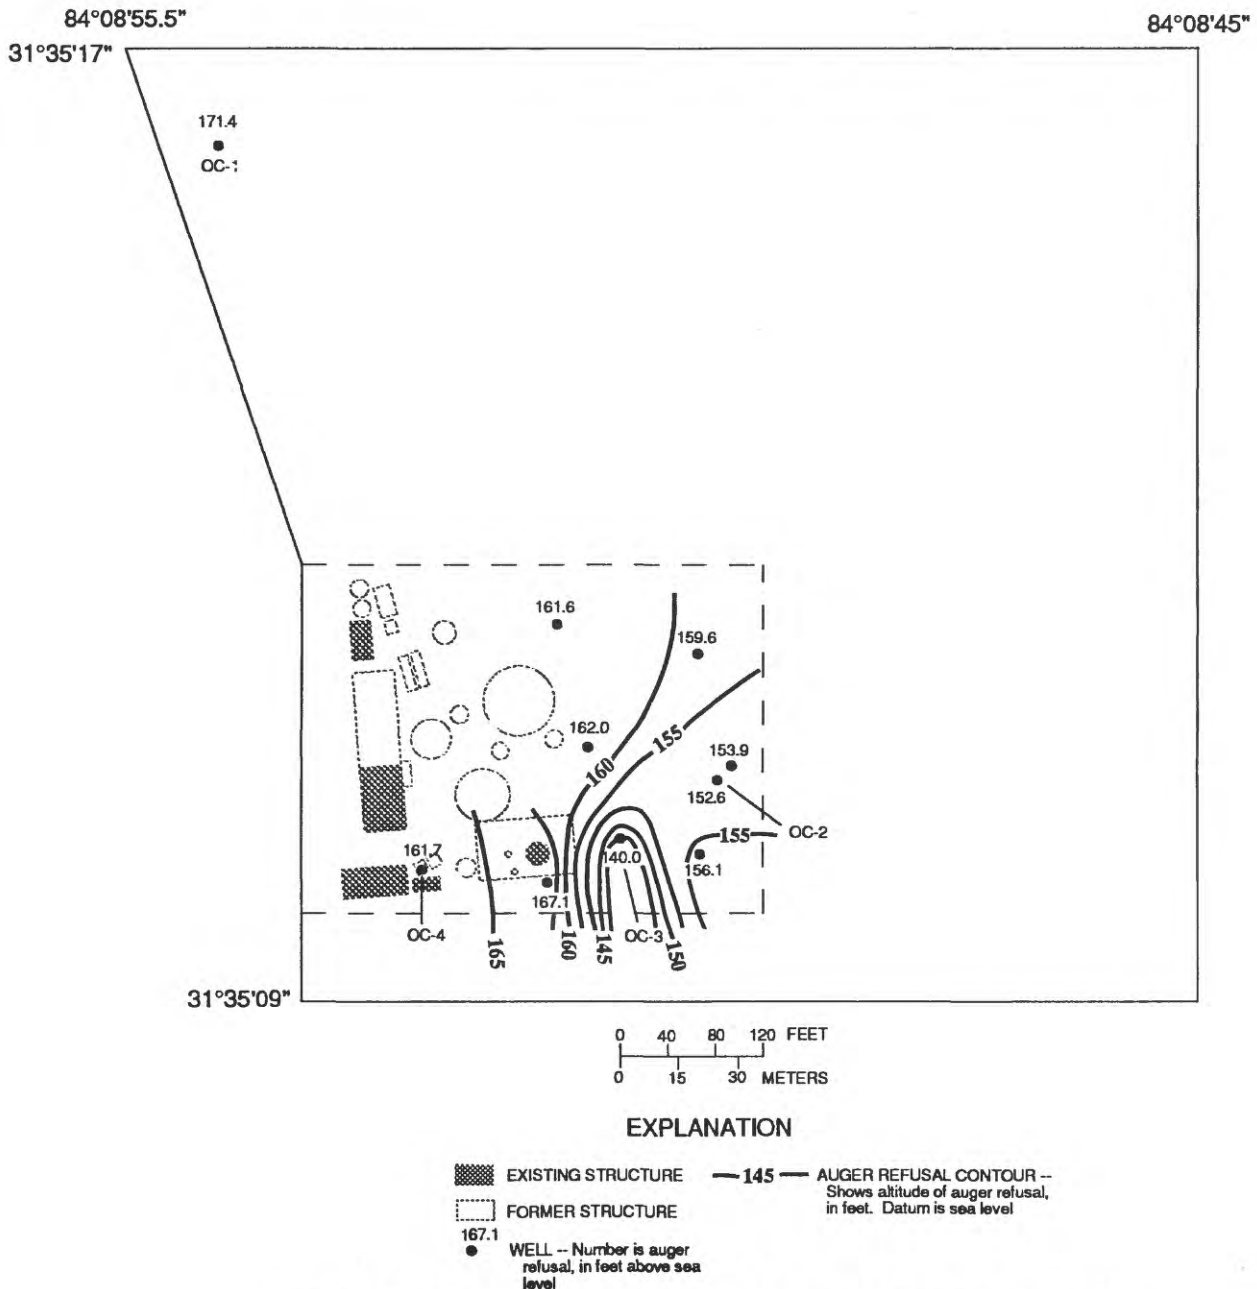 84°08'55.5"
84°08'45"
31°35'17"
171.4
OC-1
161.6
159.6
162.0
155
153.9
160
152.6
155
OC-2
161.7
140.0
156.1
167.1
OC-4
165
160
145
OC-3
150
31°35'09"
0 40 80 120 FEET
0 15 30 METERS
EXPLANATION
EXISTING STRUCTURE
145
AUGER REFUSAL CONTOUR --
Shows altitude of auger refusal,
in feet. Datum is sea level
FORMER STRUCTURE
167.1
WELL -- Number is auger
refusal, in feet above sea
level